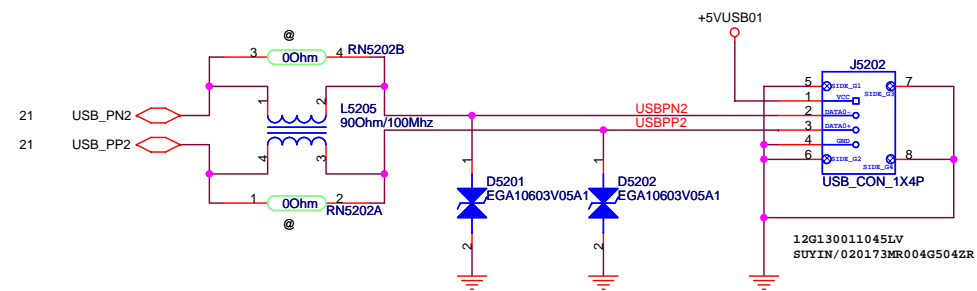 +5VUSB01
@
3 0Ohm 4 RN5202B
J5202
5 SIDE_G1 SIDE_G3 7
1 VCC
1 2 L5205
90Ohm/100Mhz
21 USB_PN2 USBPN2 2 DATA0-
21 USB_PP2 USBPP2 3 DATA0+
4 GND
4 3
6 SIDE_G2 SIDE_G4 8
USB_CON_1X4P
1 1
D5201 D5202
EGA10603V05A1 EGA10603V05A1
1 0Ohm 2 RN5202A
@
2 2
12G130011045LV
SUYIN/020173MR004G504ZR